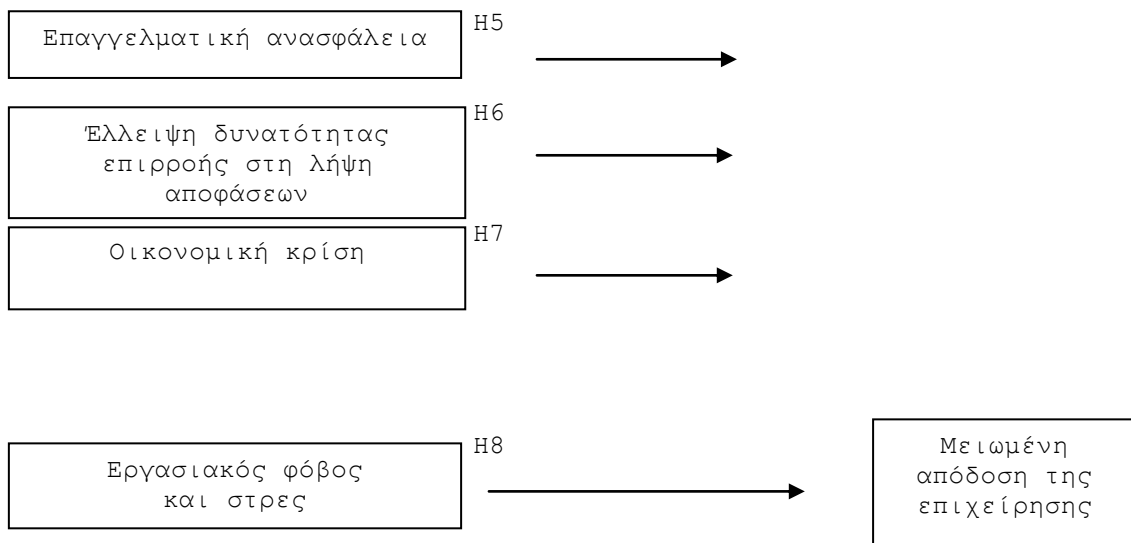 Επαγγελματική ανασφάλεια
H5
Έλλειψη δυνατότητας
επιρροής στη λήψη
αποφάσεων
H6
Οικονομική κρίση
H7
Εργασιακός φόβος
και στρες
H8
Μειωμένη
απόδοση της
επιχείρησης